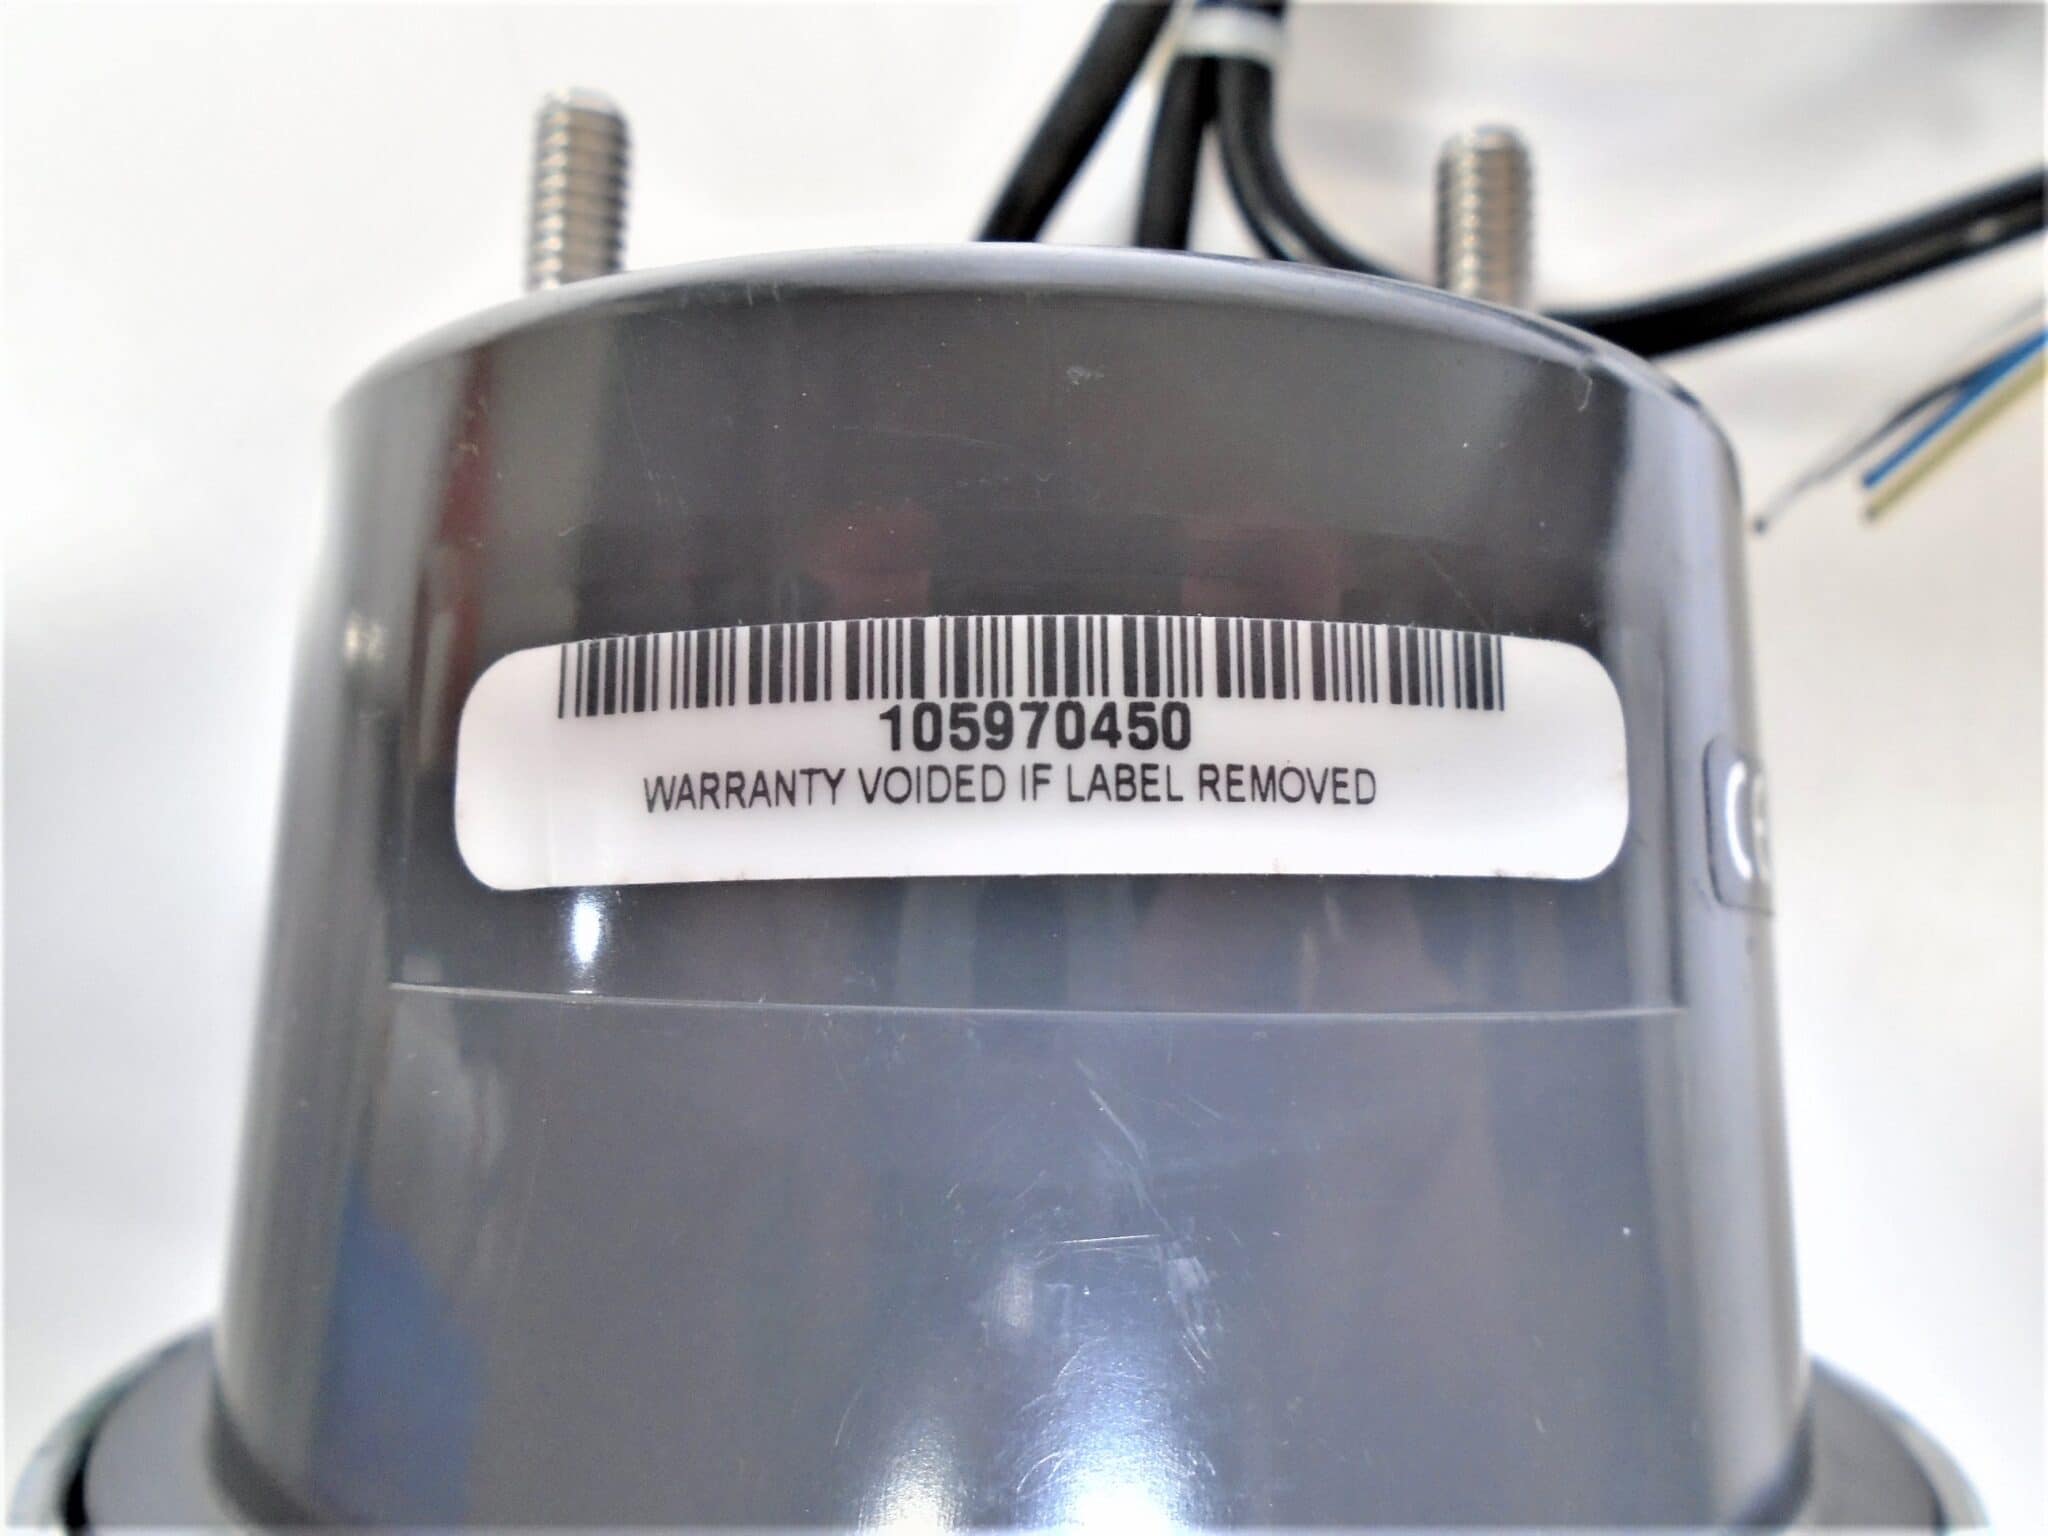 105970450
WARRANTY VOIDED IF LABEL REMOVED